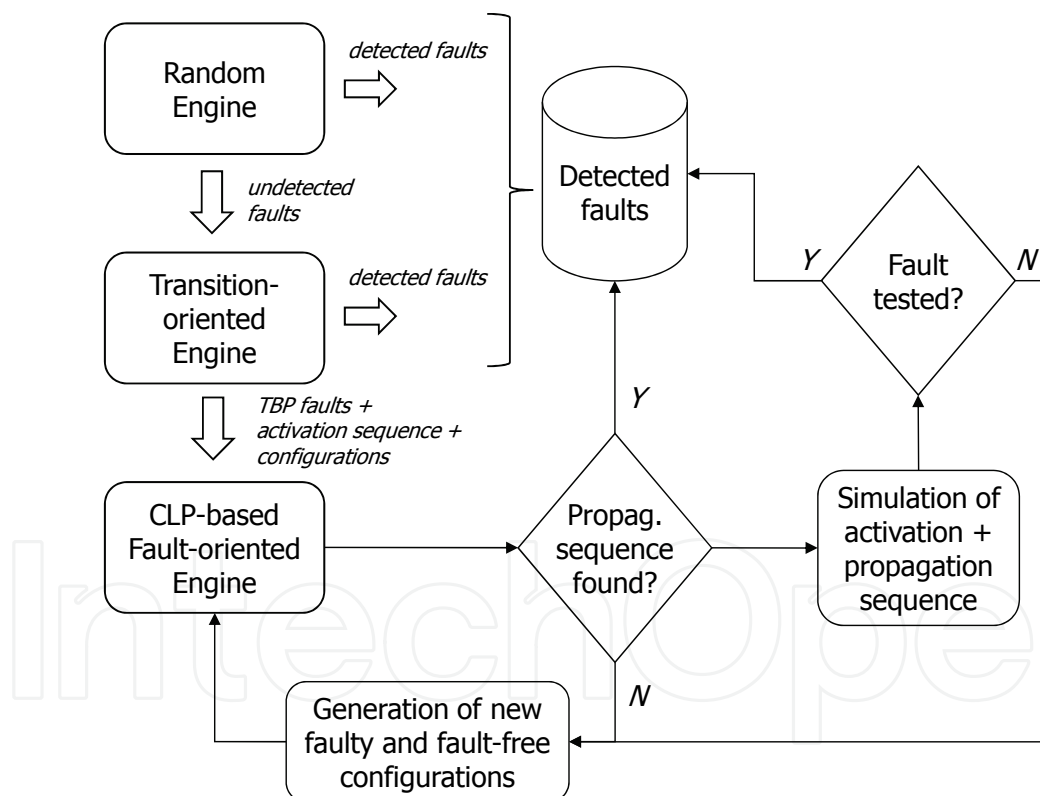 Random
Engine
detected faults
undetected
faults
Transition-
oriented
Engine
detected faults
TBP faults +
activation sequence +
configurations
CLP-based
Fault-oriented
Engine
Detected
faults
Y
Fault
tested?
N
Y
Propag.
sequence
found?
N
Simulation of
activation +
propagation
sequence
Generation of new
faulty and fault-free
configurations
IntechOpe